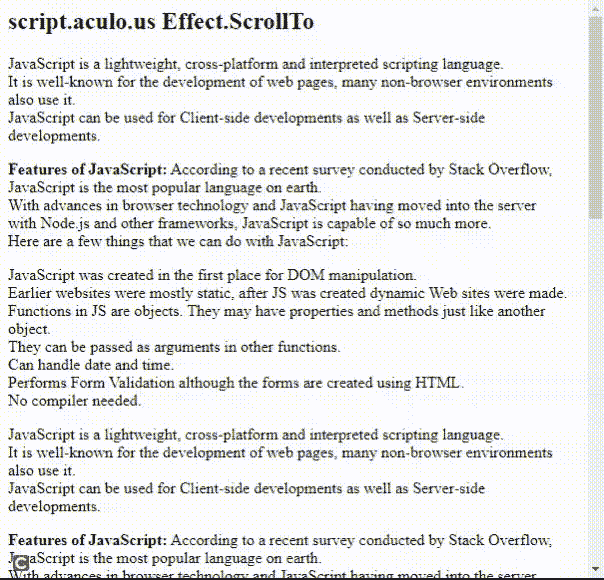 script.aculo.us Effect.ScrollTo
JavaScript is a lightweight, cross-platform and interpreted scripting language.
It is well-known for the development of web pages, many non-browser environments
also use it.
JavaScript can be used for Client-side developments as well as Server-side
developments.
Features of JavaScript: According to a recent survey conducted by Stack Overflow,
JavaScript is the most popular language on earth.
With advances in browser technology and JavaScript having moved into the server
with Node.js and other frameworks, JavaScript is capable of so much more.
Here are a few things that we can do with JavaScript:
JavaScript was created in the first place for DOM manipulation.
Earlier websites were mostly static, after JS was created dynamic Web sites were made.
Functions in JS are objects. They may have properties and methods just like another
object.
They can be passed as arguments in other functions.
Can handle date and time.
Performs Form Validation although the forms are created using HTML.
No compiler needed.
JavaScript is a lightweight, cross-platform and interpreted scripting language.
It is well-known for the development of web pages, many non-browser environments
also use it.
JavaScript can be used for Client-side developments as well as Server-side
developments.
Features of JavaScript: According to a recent survey conducted by Stack Overflow,
JavaScript is the most popular language on earth.
With advances in browser technology and JavaScript having moved into the server